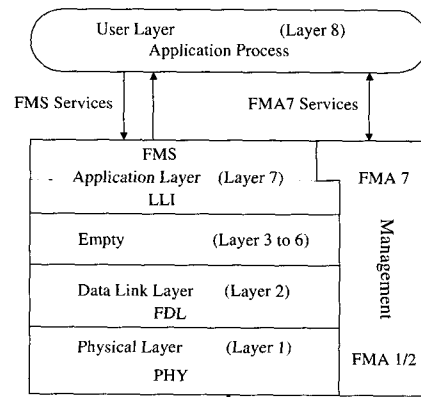 User Layer (Layer 8)
Application Process
FMS Services
FMA7 Services
FMS
Application Layer (Layer 7)
LLI
FMA 7
Empty (Layer 3 to 6)
Management
Data Link Layer (Layer 2)
FDL
Physical Layer (Layer 1)
PHY
FMA 1/2